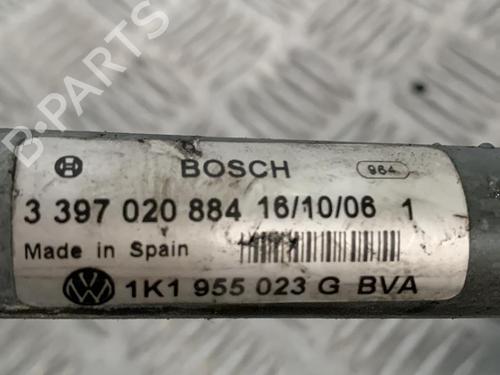 B-PARTS
BOSCH 964
3 397 020 884 16/10/06 1
Made in Spain
1K1 955 023 G BVA